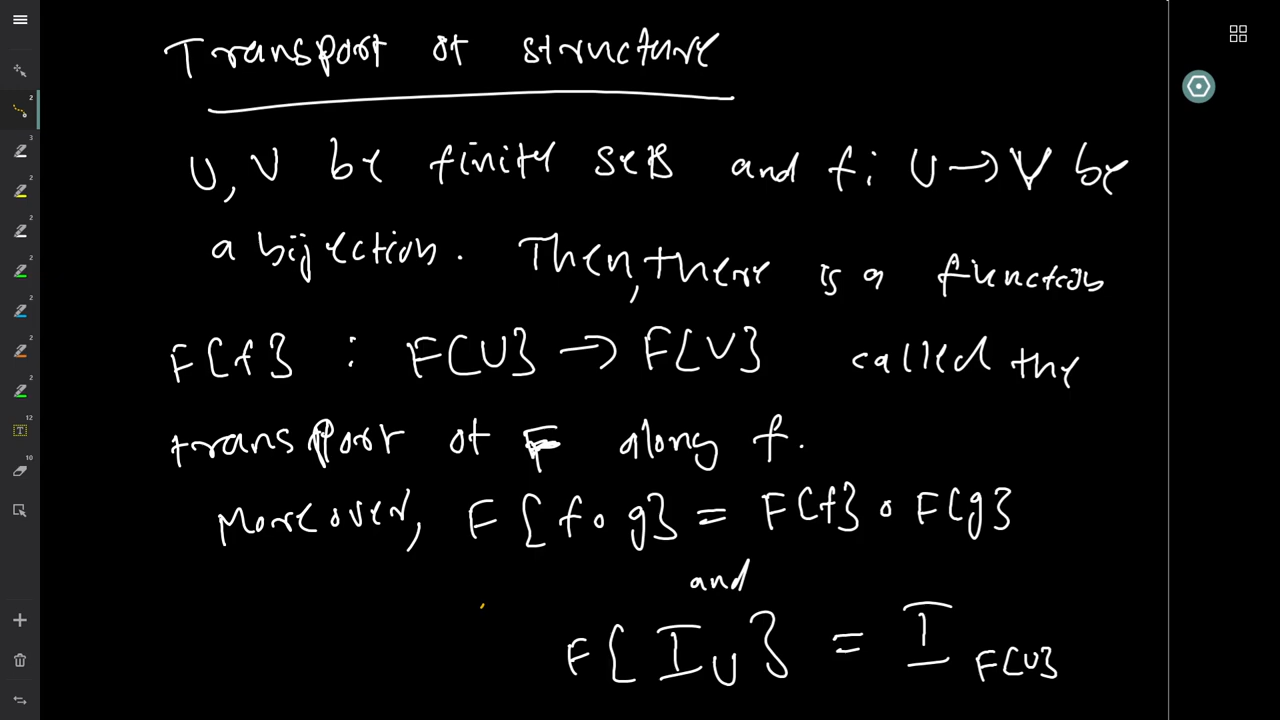 Transport of structure
U, V be finite sets and f: U → V be
a bijection. Then, there is a function
F[f] : F[U] → F[V] called the
transport of F along f.
Moreover, F[f∘g] = F[f] ∘ F[g]
and
F[I_U] = I_F[U]